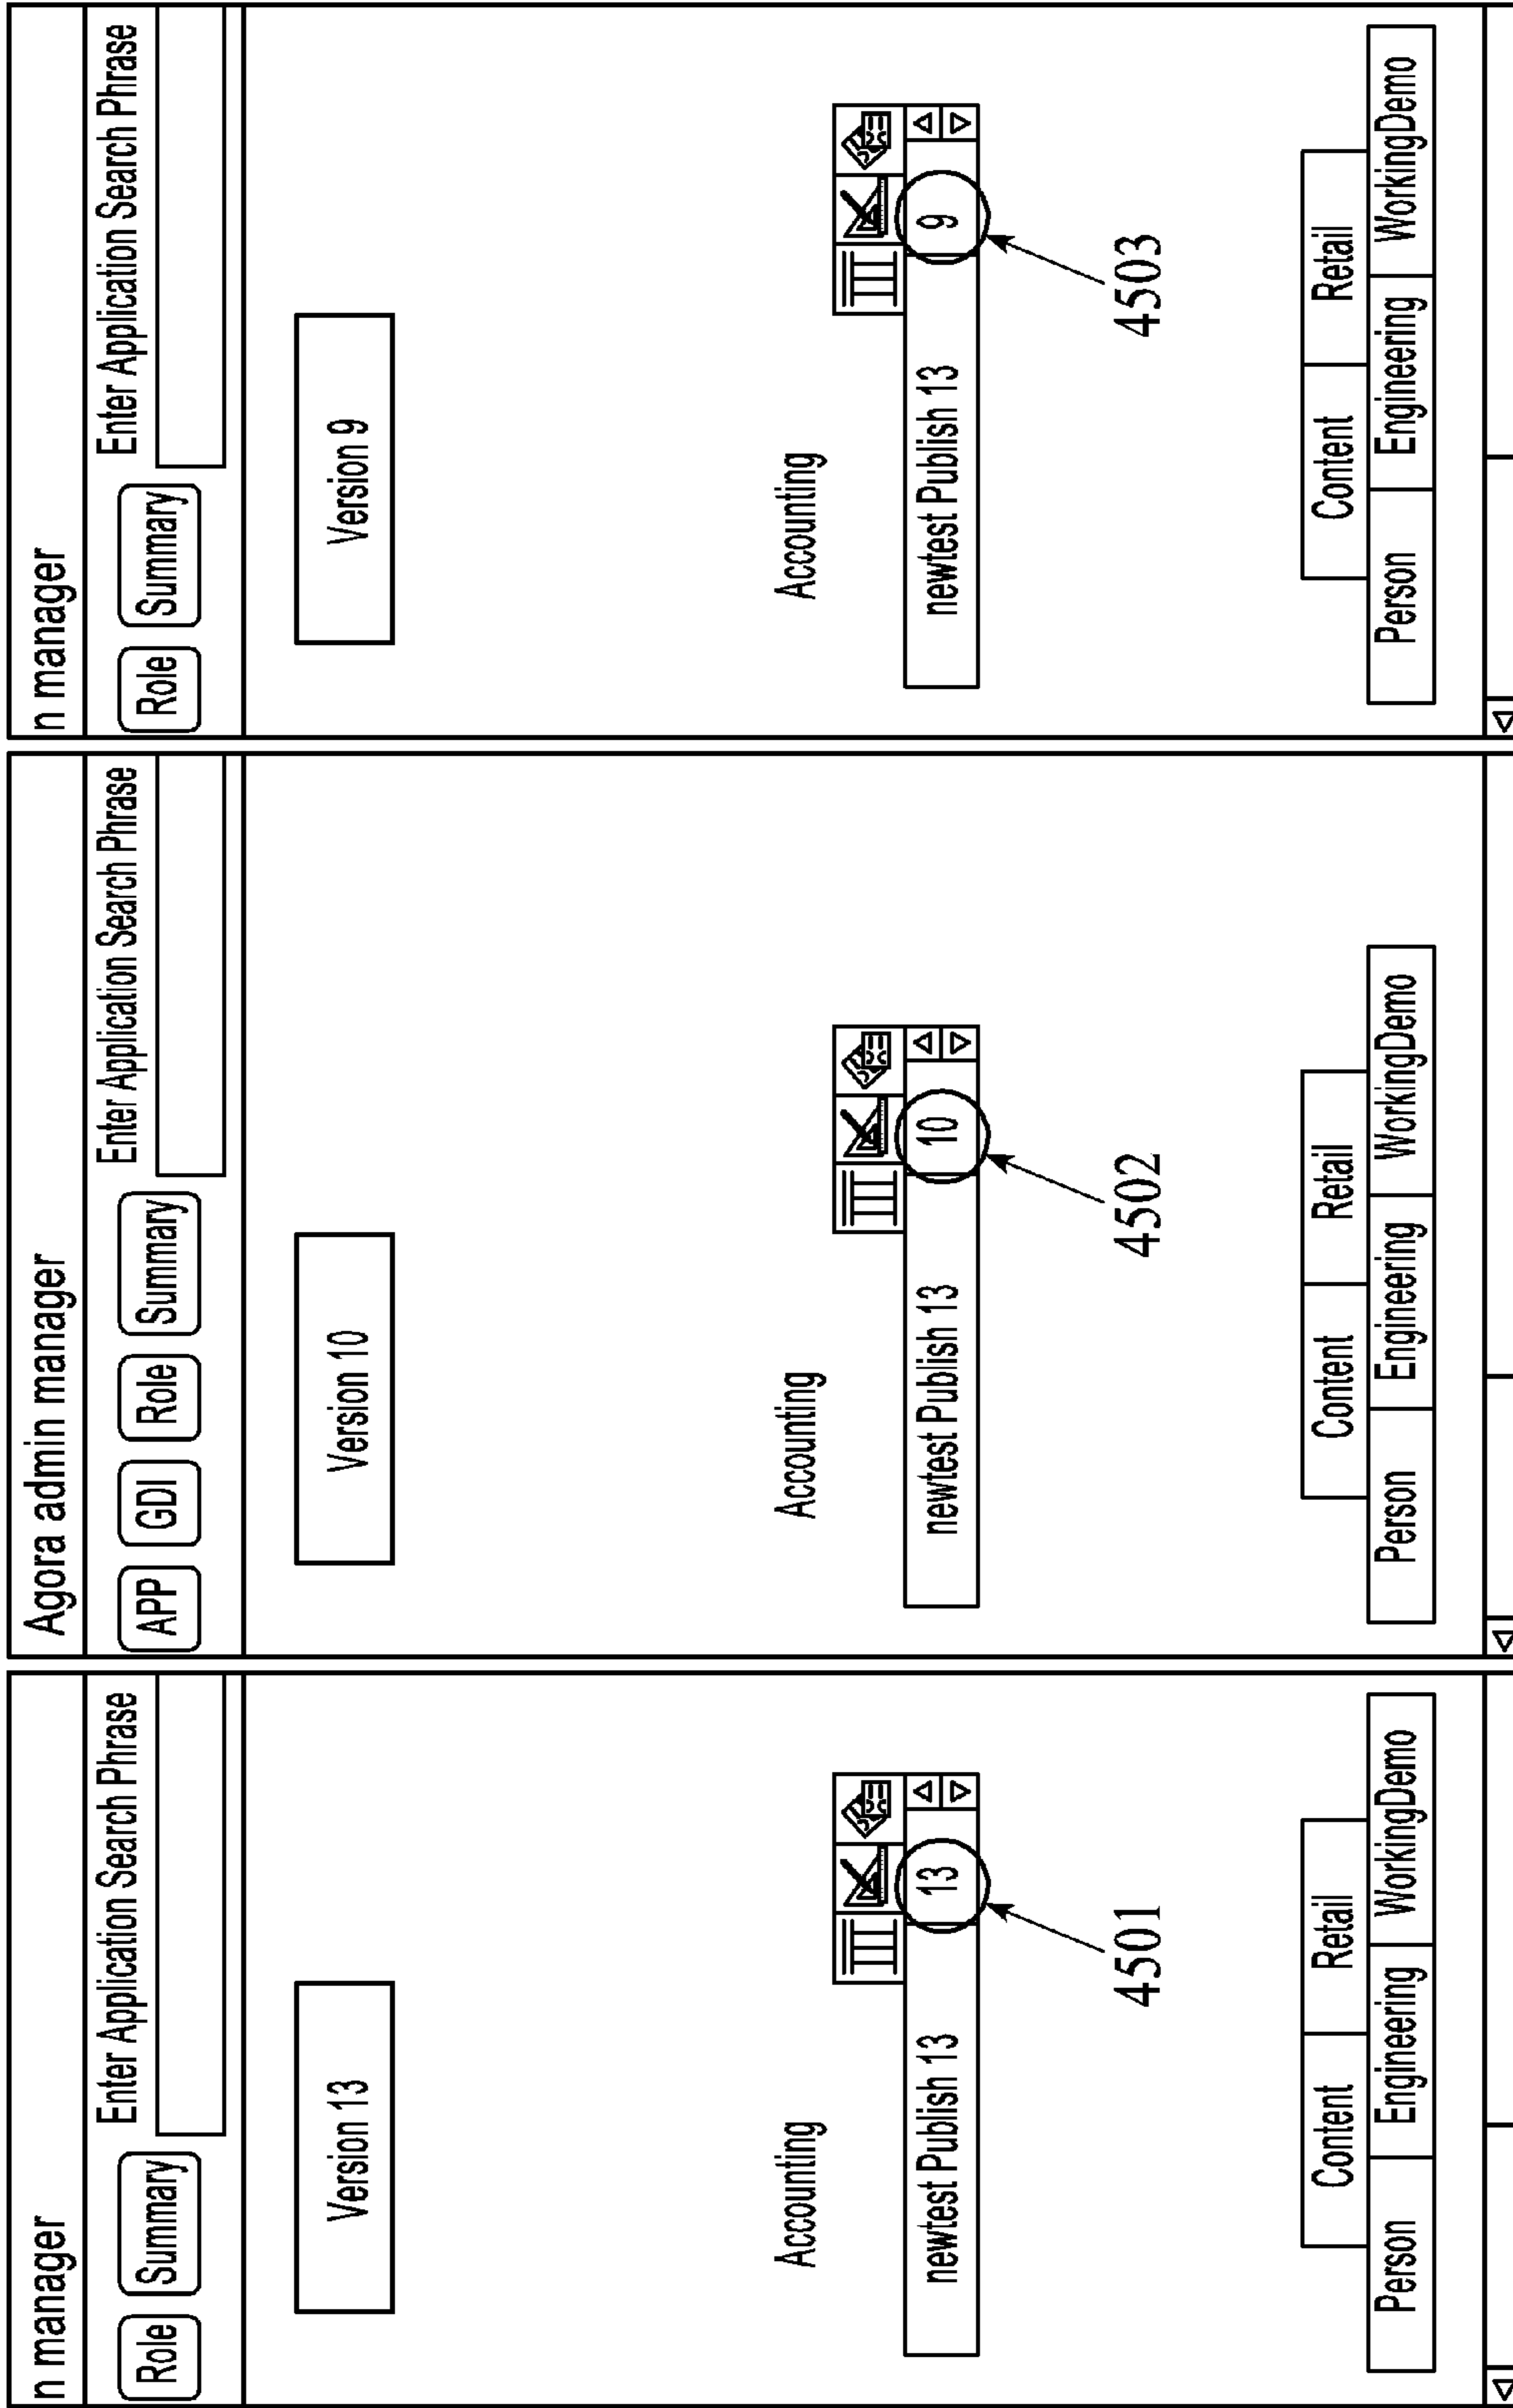 n manager
Role Summary Enter Application Search Phrase
Version 13
Accounting
newtest Publish 13 13
4501
Content Retail
Person Engineering WorkingDemo
Agora admin manager
APP GDI Role Summary Enter Application Search Phrase
Version 10
Accounting
newtest Publish 13 10
4502
Content Retail
Person Engineering WorkingDemo
n manager
Role Summary Enter Application Search Phrase
Version 9
Accounting
newtest Publish 13 9
4503
Content Retail
Person Engineering WorkingDemo